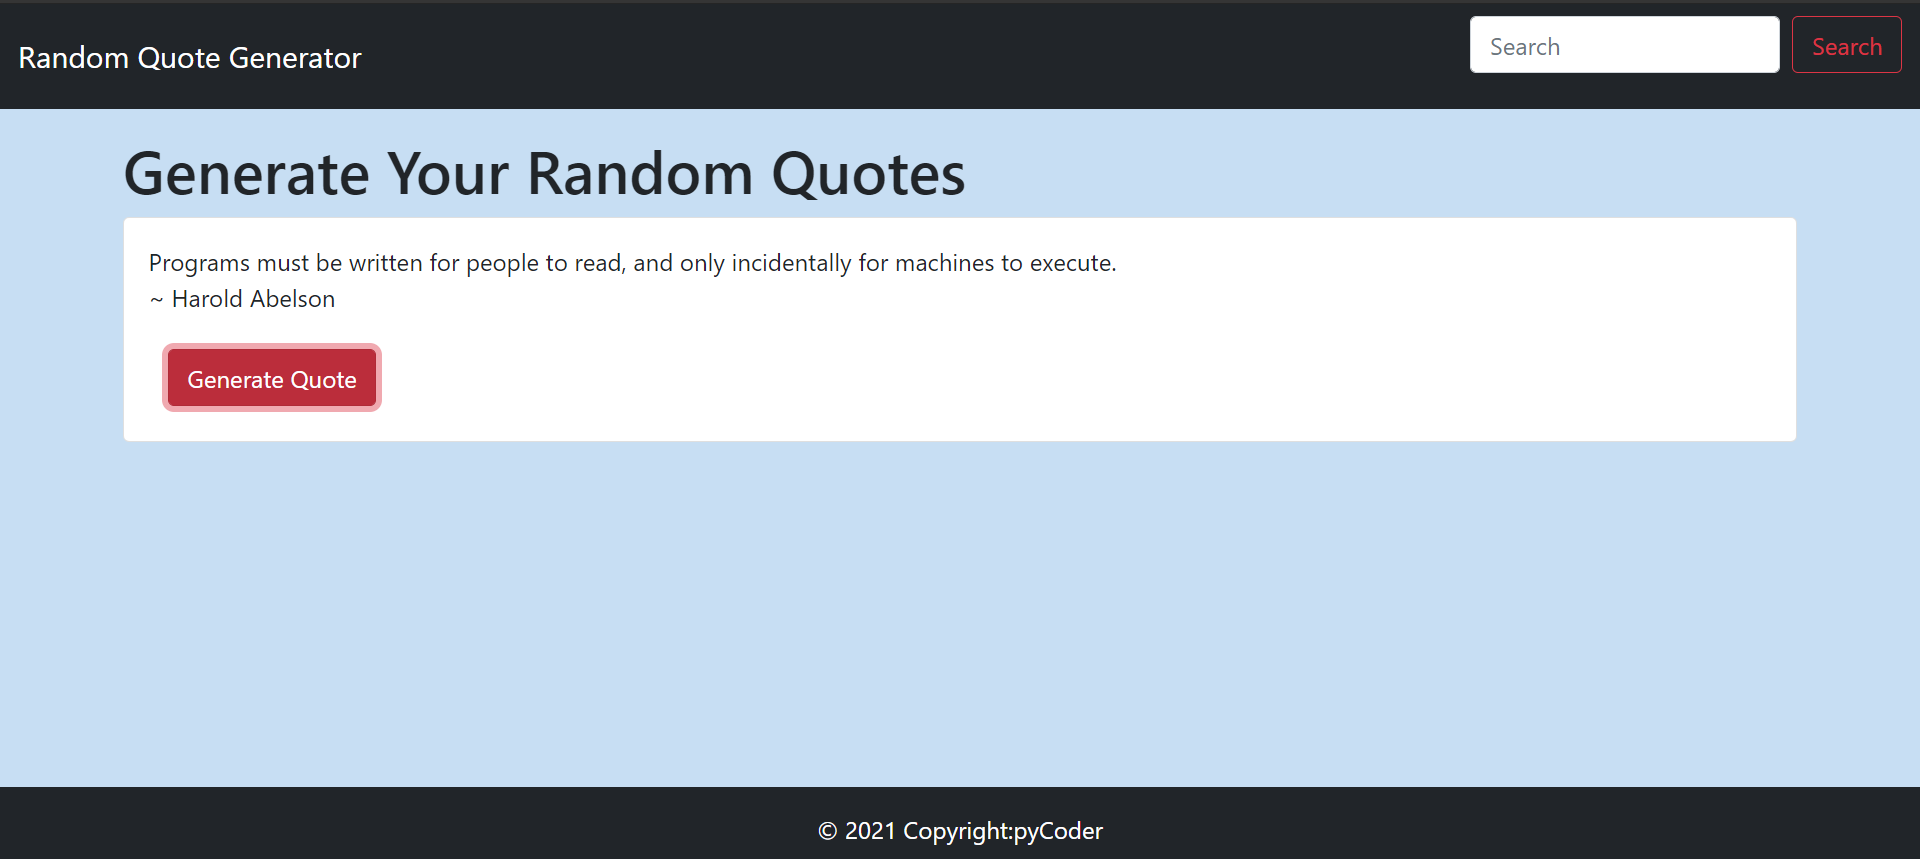 Random Quote Generator
Search
Search
Generate Your Random Quotes
Programs must be written for people to read, and only incidentally for machines to execute.
~ Harold Abelson
Generate Quote
© 2021 Copyright:pyCoder